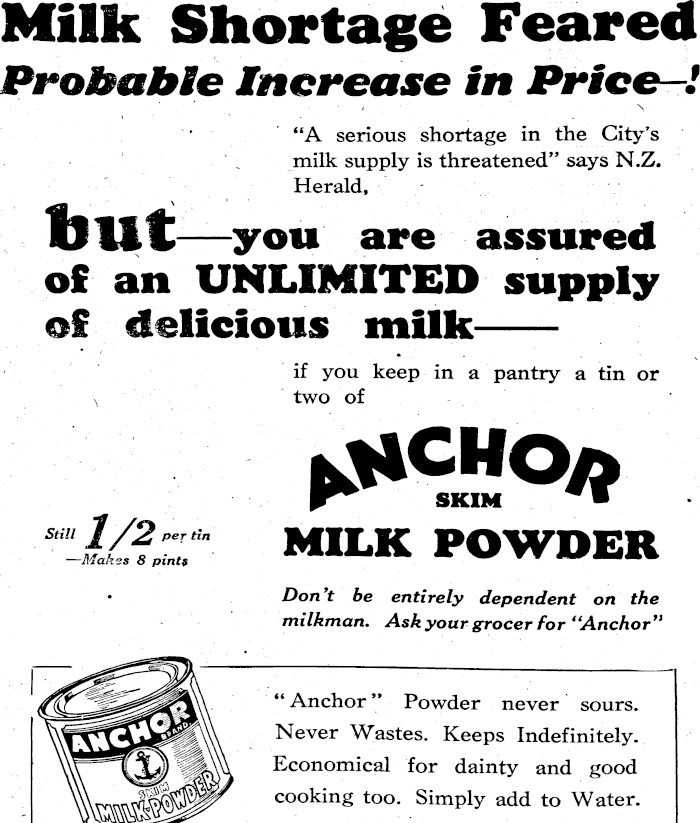 Milk Shortage Feared
Probable Increase in Price—!
“A serious shortage in the City’s
milk supply is threatened” says N.Z.
Herald,
but—you are assured
of an UNLIMITED supply
of delicious milk—
if you keep in a pantry a tin or
two of
ANCHOR
SKIM
MILK POWDER
Still 1/2 per tin
—Makes 8 pints
Don’t be entirely dependent on the
milkman. Ask your grocer for “Anchor”
ANCHOR
BRAND
SKIM
MILK-POWDER
“Anchor” Powder never sours.
Never Wastes. Keeps Indefinitely.
Economical for dainty and good
cooking too. Simply add to Water.